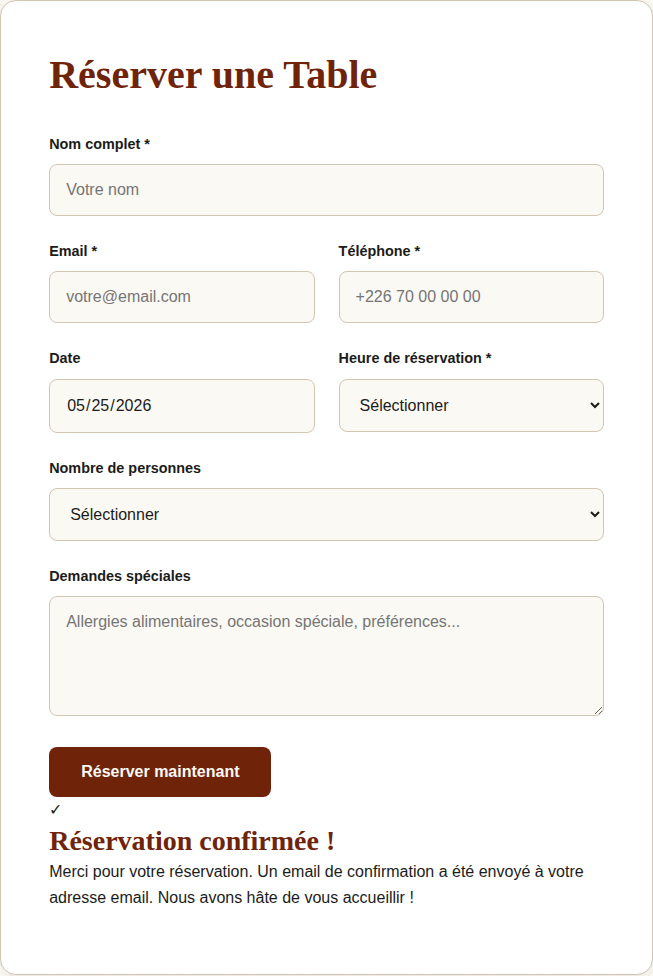 Réserver une Table
Nom complet *
Votre nom
Email *
Téléphone *
votre@email.com
+226 70 00 00 00
Date
Heure de réservation *
05/25/2026
Sélectionner
Nombre de personnes
Sélectionner
Demandes spéciales
Allergies alimentaires, occasion spéciale, préférences...
Réserver maintenant
✓
Réservation confirmée !
Merci pour votre réservation. Un email de confirmation a été envoyé à votre
adresse email. Nous avons hâte de vous accueillir !